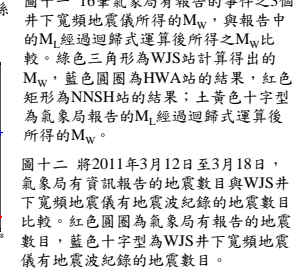 係
圖十一 16筆氣象局有報告的事件之3個
井下寬頻地震儀所得的MW，與報告中
的ML經過迴歸式運算後所得之MW比
較。綠色三角形為WJS站計算得出的
MW，藍色圓圈為HWA站的結果，紅色
矩形為NNSH站的結果；土黃色十字型
為氣象局報告的ML經過迴歸式運算後
所得的MW。
圖十二 將2011年3月12日至3月18日，
氣象局有資訊報告的地震數目與WJS井
下寬頻地震儀有地震波紀錄的地震數目
比較。紅色圓圈為氣象局有報告的地震
數目，藍色十字型為WJS井下寬頻地震
儀有地震波紀錄的地震數目。